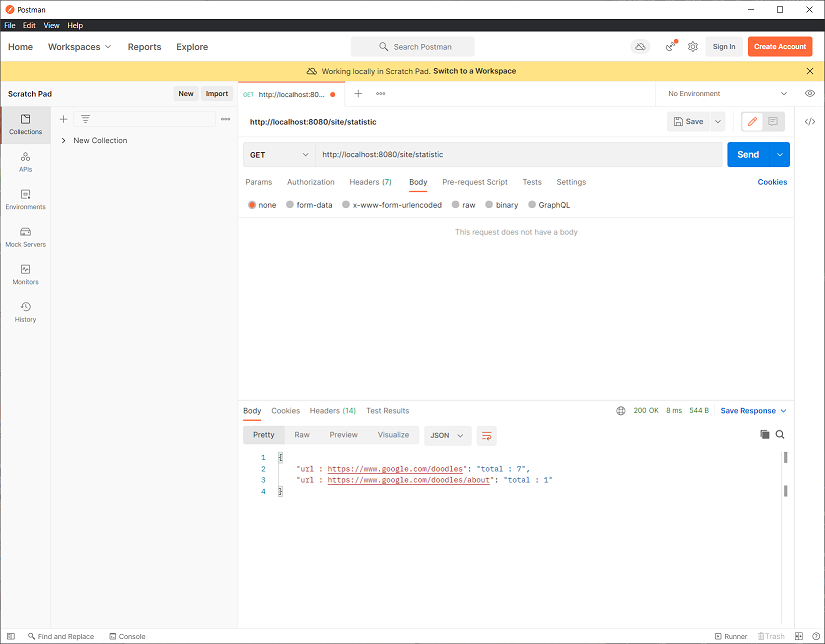 Postman
File Edit View Help
Home Workspaces Reports Explore Search Postman Sign In Create Account
Working locally in Scratch Pad. Switch to a Workspace
Scratch Pad New Import GET http://localhost:80... No Environment
Collections
APIs
Environments
Mock Servers
Monitors
History
New Collection
http://localhost:8080/site/statistic Save
GET http://localhost:8080/site/statistic Send
Params Authorization Headers (7) Body Pre-request Script Tests Settings Cookies
none form-data x-www-form-urlencoded raw binary GraphQL
This request does not have a body
Body Cookies Headers (14) Test Results 200 OK 8 ms 544 B Save Response
Pretty Raw Preview Visualize JSON
1 {
2 "url : https://www.google.com/doodles": "total : 7",
3 "url : https://www.google.com/doodles/about": "total : 1"
4 }
Find and Replace Console Runner Trash